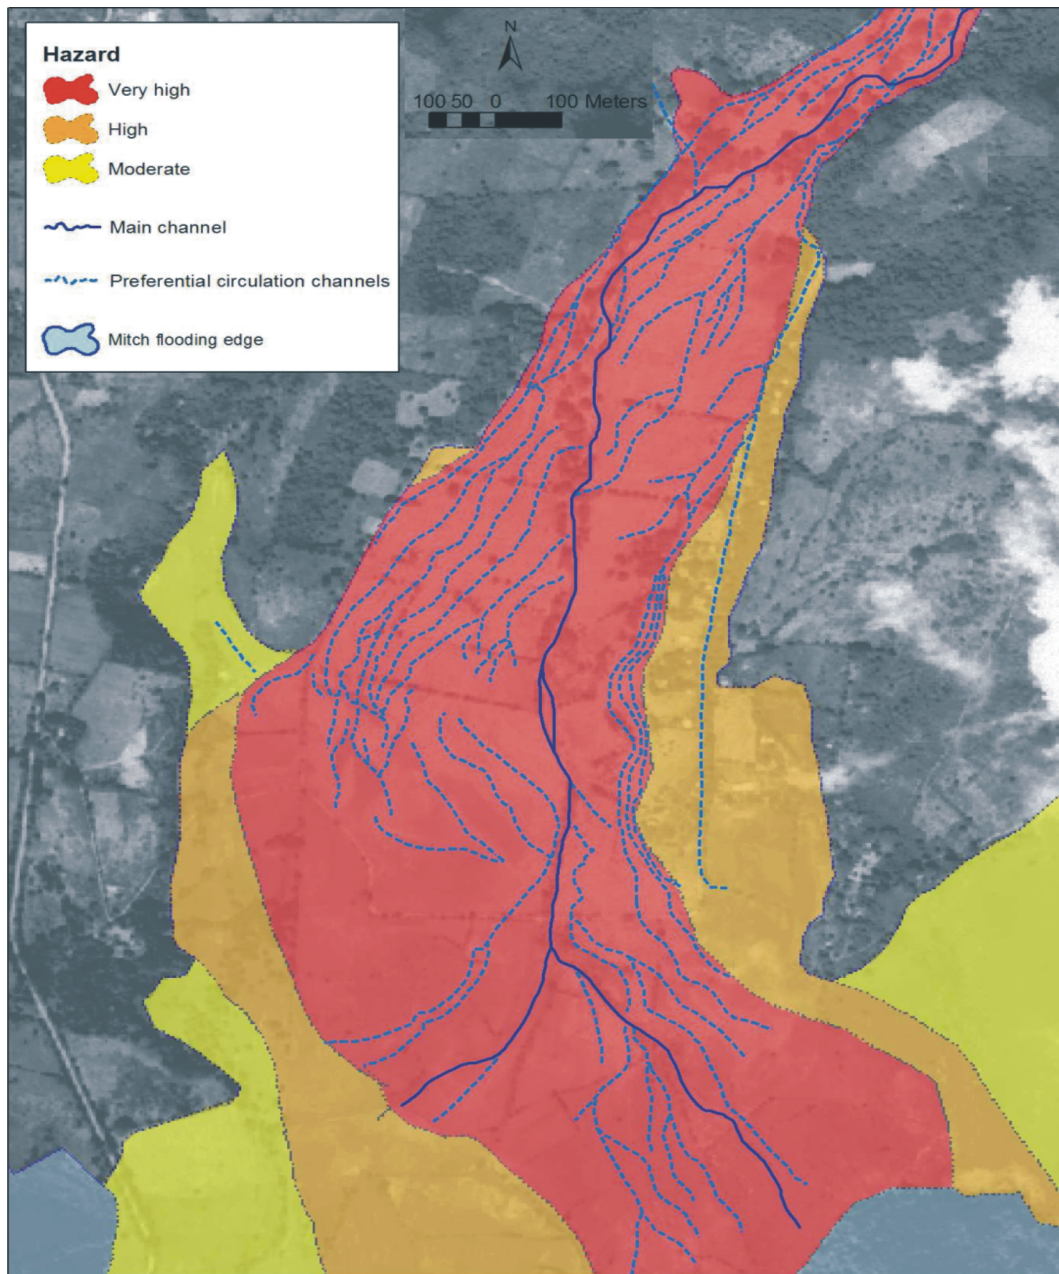 Hazard
Very high
High
Moderate
Main channel
Preferential circulation channels
Mitch flooding edge
N
100 50 0 100 Meters